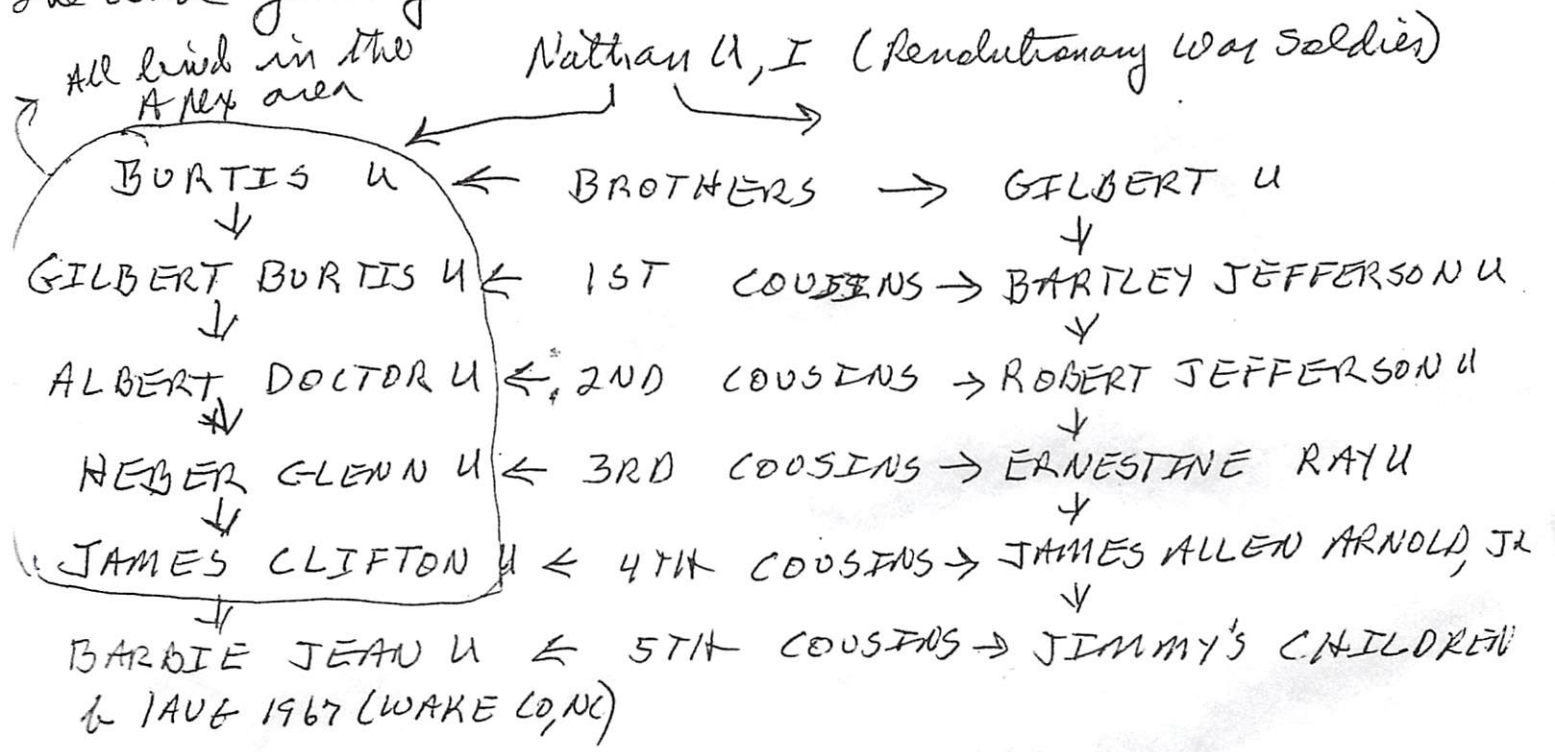 All lived in the
Apex area
Nathan U, I (Revolutionary War Soldier)
BURTIS U ← BROTHERS → GILBERT U
GILBERT BURTIS U ← 1ST COUSINS → BARTLEY JEFFERSON U
ALBERT DOCTOR U ← 2ND COUSINS → ROBERT JEFFERSON U
HEBER GLENN U ← 3RD COUSINS → ERNESTINE RAY U
JAMES CLIFTON U ← 4TH COUSINS → JAMES ALLEN ARNOLD, JR
BARBIE JEAN U ← 5TH COUSINS → JIMMY'S CHILDREN
b 1 AUG 1967 (WAKE CO, NC)